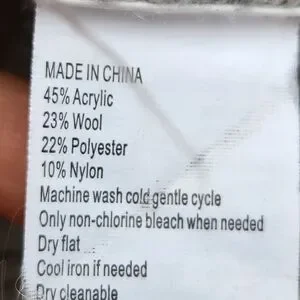 MADE IN CHINA
45% Acrylic
23% Wool
22% Polyester
10% Nylon
Machine wash cold gentle cycle
Only non-chlorine bleach when needed
Dry flat
Cool iron if needed
Dry cleanable